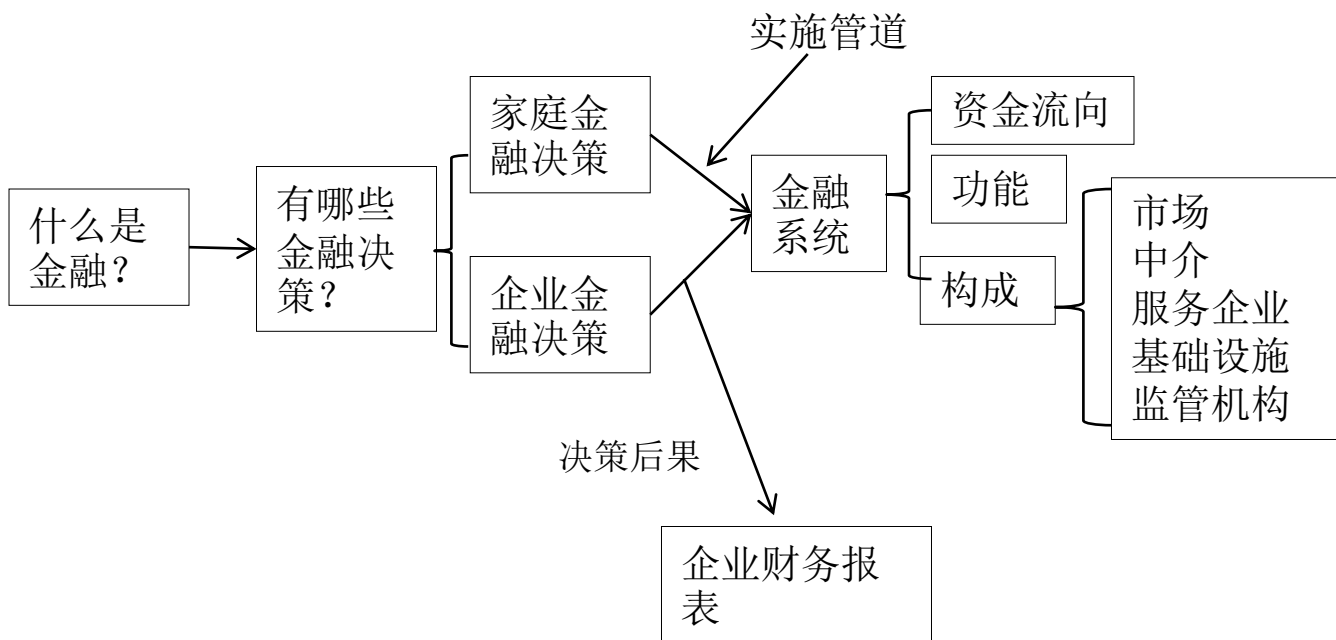 实施管道
什么是
金融？
有哪些
金融决
策？
家庭金
融决策
企业金
融决策
金融
系统
资金流向
功能
构成
市场
中介
服务企业
基础设施
监管机构
决策后果
企业财务报
表